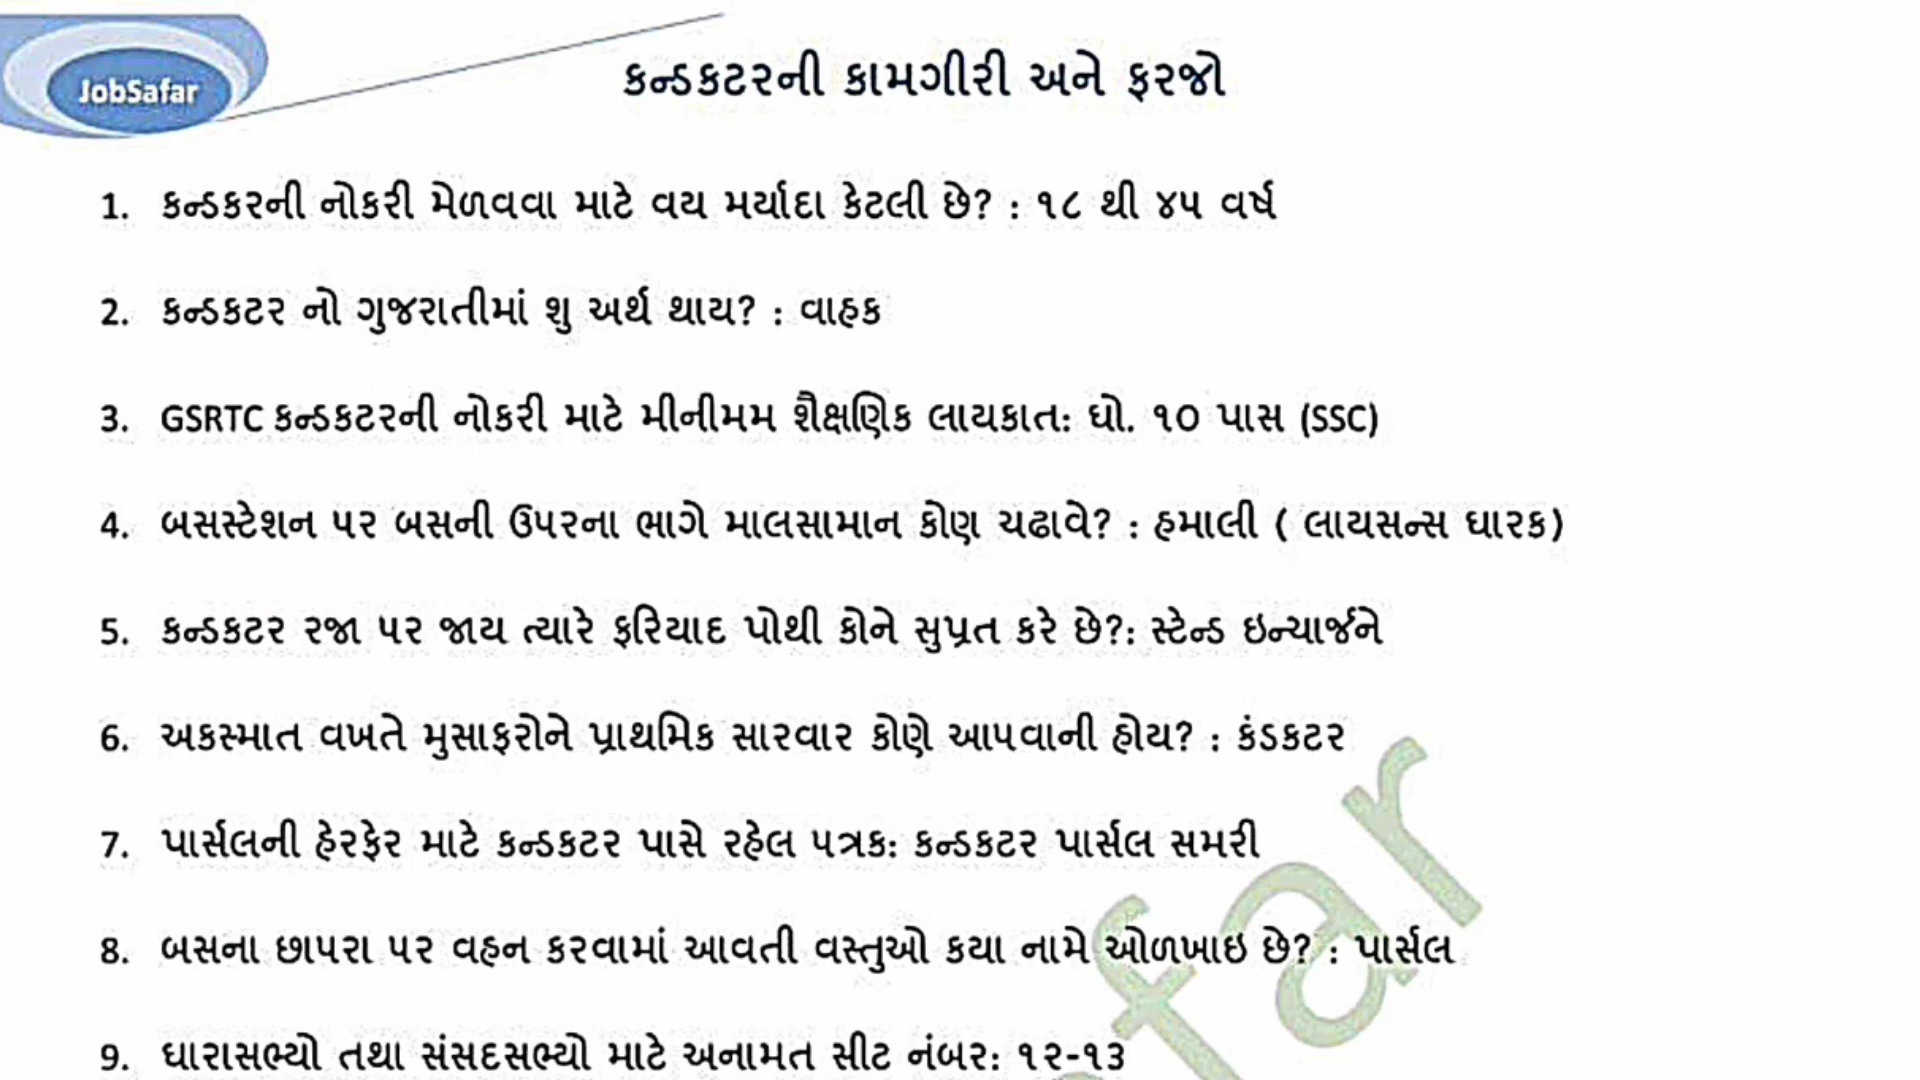 JobSafar
કન્ડકટરની કામગીરી અને ફરજો
1. કન્ડકરની નોકરી મેળવવા માટે વય મર્યાદા કેટલી છે? : ૧૮ થી ૪૫ વર્ષ
2. કન્ડકટર નો ગુજરાતીમાં શુ અર્થ થાય? : વાહક
3. GSRTC કન્ડકટરની નોકરી માટે મીનીમમ શૈક્ષણિક લાયકાત: ધો. ૧૦ પાસ (SSC)
4. બસસ્ટેશન પર બસની ઉપરના ભાગે માલસામાન કોણ ચઢાવે? : હમાલી ( લાયસન્સ ધારક)
5. કન્ડકટર રજા પર જાય ત્યારે ફરિયાદ પોથી કોને સુપ્રત કરે છે?: સ્ટેન્ડ ઇન્ચાર્જને
6. અકસ્માત વખતે મુસાફરોને પ્રાથમિક સારવાર કોણે આપવાની હોય? : કંડકટર
7. પાર્સલની હેરફેર માટે કન્ડકટર પાસે રહેલ પત્રક: કન્ડકટર પાર્સલ સમરી
8. બસના છાપરા પર વહન કરવામાં આવતી વસ્તુઓ કયા નામે ઓળખાઇ છે? : પાર્સલ
9. ધારાસભ્યો તથા સંસદસભ્યો માટે અનામત સીટ નંબર: ૧૨-૧૩
far